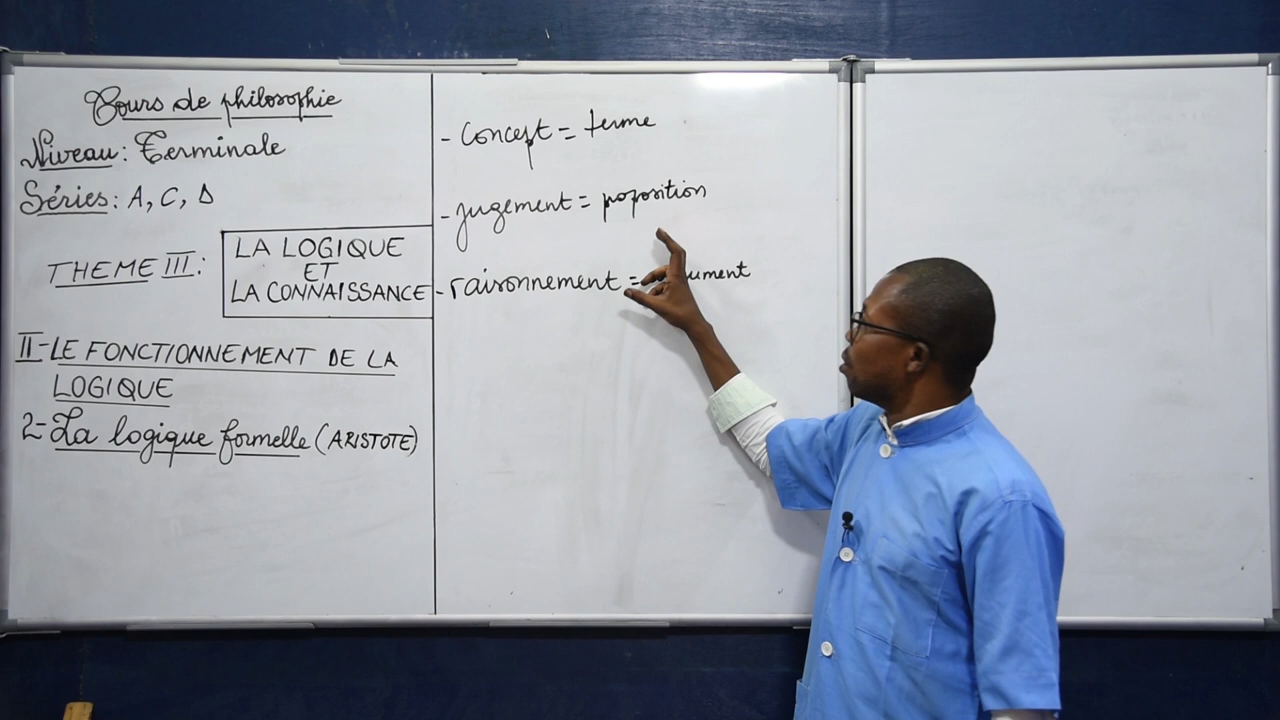 Cours de philosophie
Niveau : Terminale
Séries : A, C, D
THEME III :
LA LOGIQUE
ET
LA CONNAISSANCE
II - LE FONCTIONNEMENT DE LA
LOGIQUE
2 - La logique formelle (ARISTOTE)
- Concept = terme
- jugement = poposition
- raisonnement =